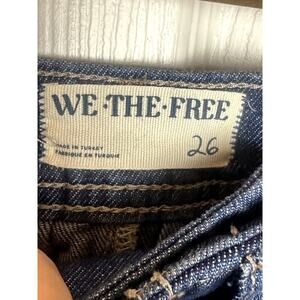 WE·THE·FREE
MADE IN TURKEY
FABRIQUÉ EN TURQUIE
26